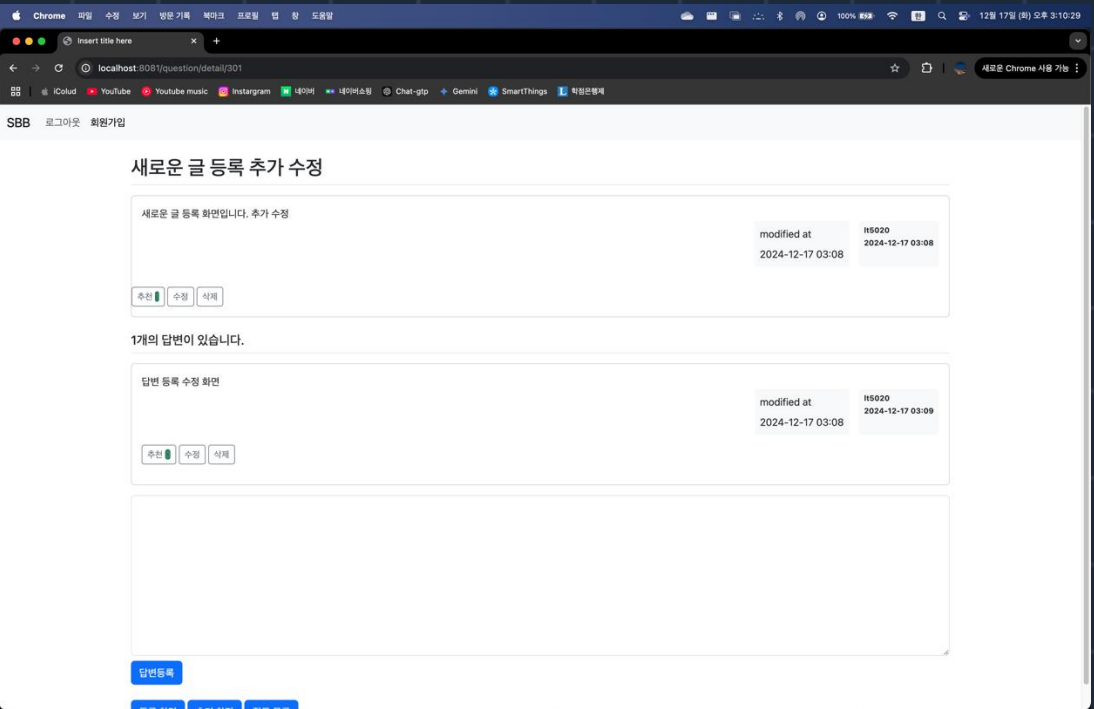 Chrome 파일 수정 보기 방문 기록 북마크 프로필 탭 창 도움말 100% 한 12월 17일 (화) 오후 3:10:29
Insert title here
localhost:8081/question/detail/301 새로운 Chrome 사용 가능
iColud YouTube Youtube music Instargram 네이버 네이버쇼핑 Chat-gtp Gemini SmartThings 학점은행제
SBB 로그아웃 회원가입
새로운 글 등록 추가 수정
새로운 글 등록 화면입니다. 추가 수정
modified at
2024-12-17 03:08
lt5020
2024-12-17 03:08
추천 수정 삭제
1개의 답변이 있습니다.
답변 등록 수정 화면
modified at
2024-12-17 03:08
lt5020
2024-12-17 03:09
추천 수정 삭제
답변등록